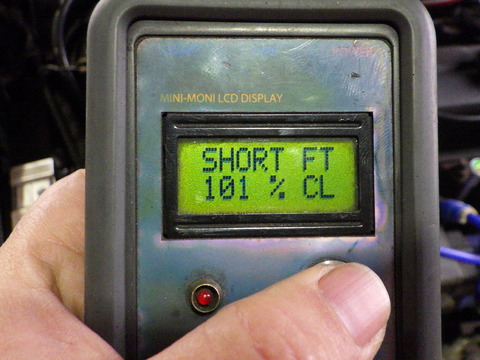 MINI-MONI LCD DISPLAY
SHORT FT
101 % CL